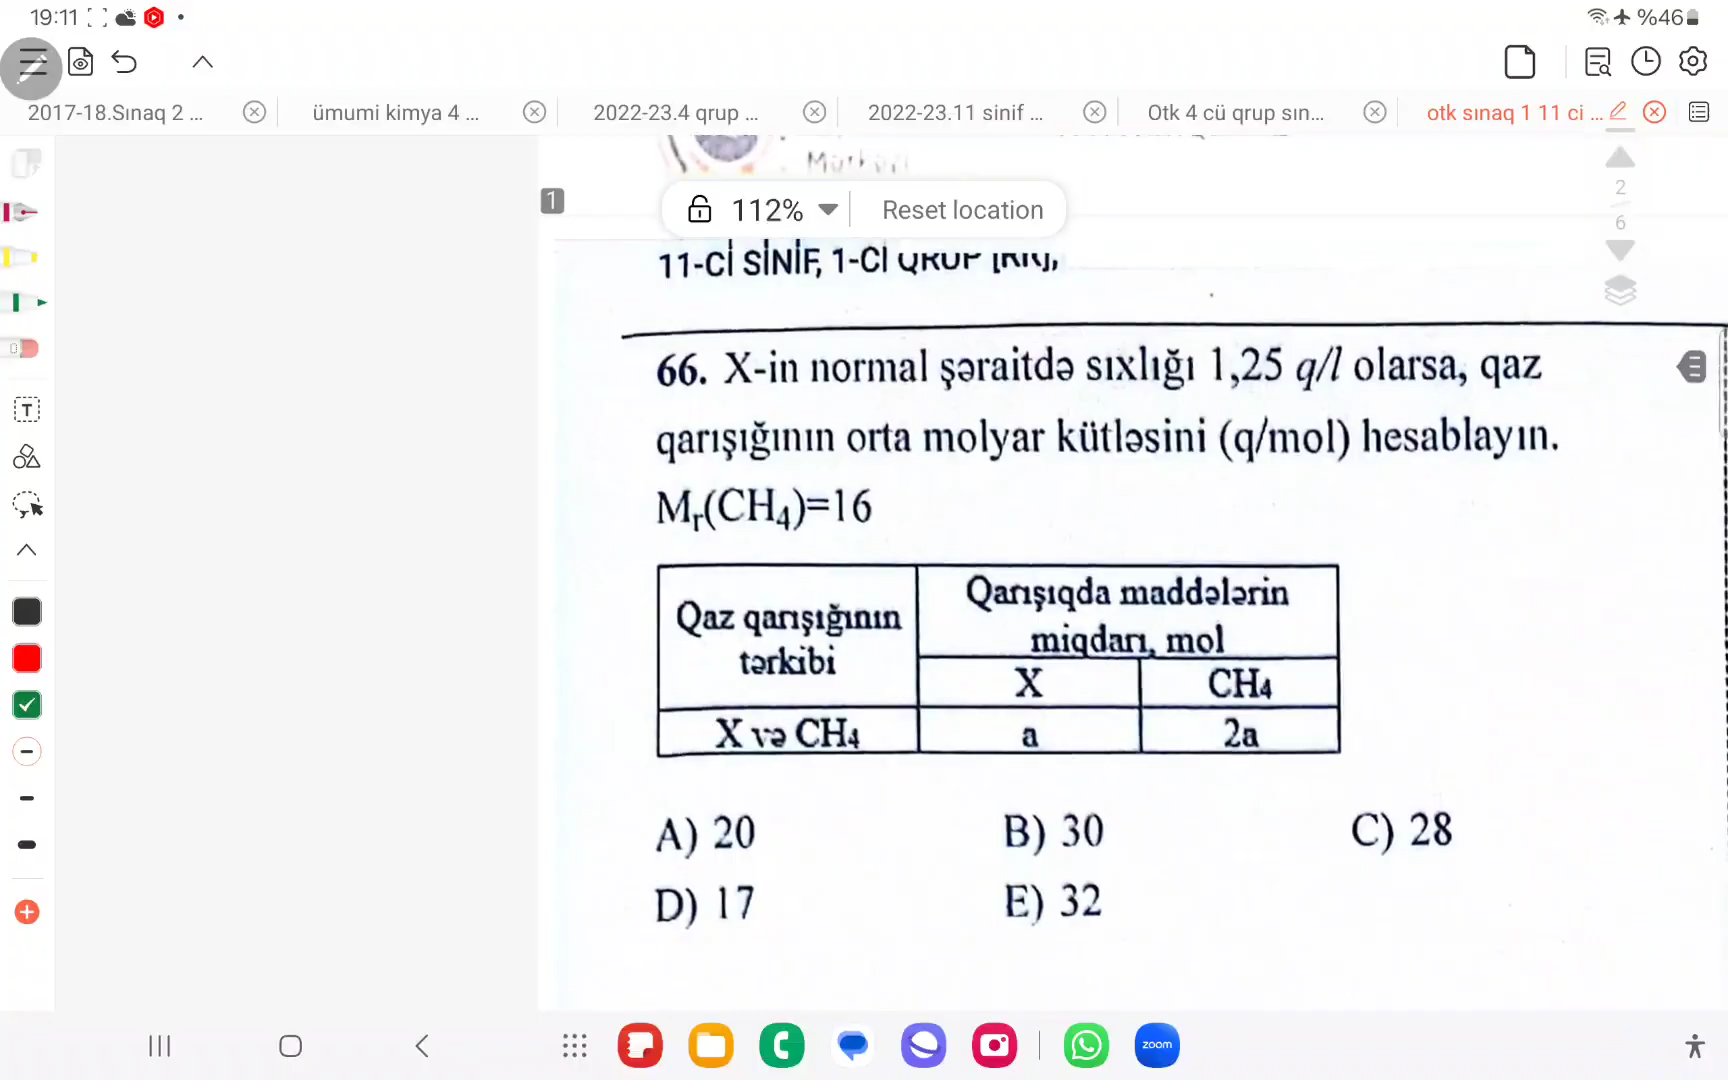 19:11
%46
2017-18.Sınaq 2 ...
ümumi kimya 4 ...
2022-23.4 qrup ...
2022-23.11 sinif ...
Otk 4 cü qrup sın...
otk sınaq 1 11 ci ...
1
112%
Reset location
2
6
11-Cİ SİNİF, 1-Cİ QRUP
66. X-in normal şəraitdə sıxlığı 1,25 q/l olarsa, qaz
qarışığının orta molyar kütləsini (q/mol) hesablayın.
Mr(CH4)=16
Qaz qarışığının
tərkibi
Qarışıqda maddələrin
miqdarı, mol
X
CH4
X və CH4
a
2a
A) 20
B) 30
C) 28
D) 17
E) 32
T
zoom